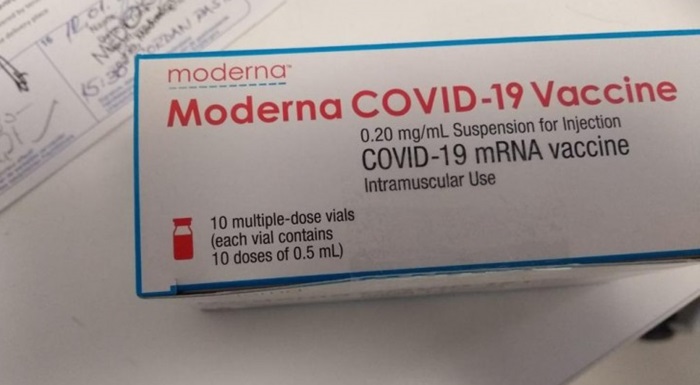 moderna™
Moderna COVID-19 Vaccine
0.20 mg/mL Suspension for Injection
COVID-19 mRNA vaccine
Intramuscular Use
10 multiple-dose vials
(each vial contains
10 doses of 0.5 mL)